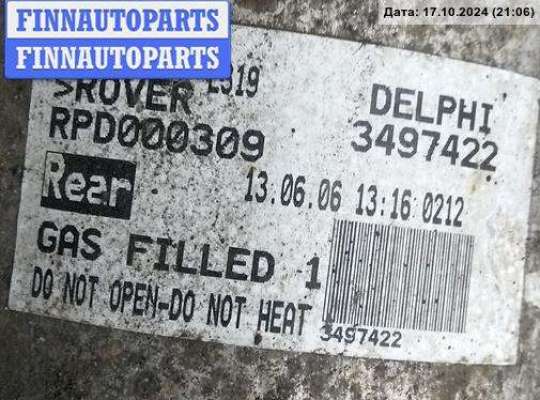 FINNAUTOPARTS
FINNAUTOPARTS
Дата: 17.10.2024 (21:06)
>ROVER L319
DELPHI
RPD000309
3497422
Rear
13.06.06 13:16 0212
GAS FILLED 1
DO NOT OPEN-DO NOT HEAT
3497422